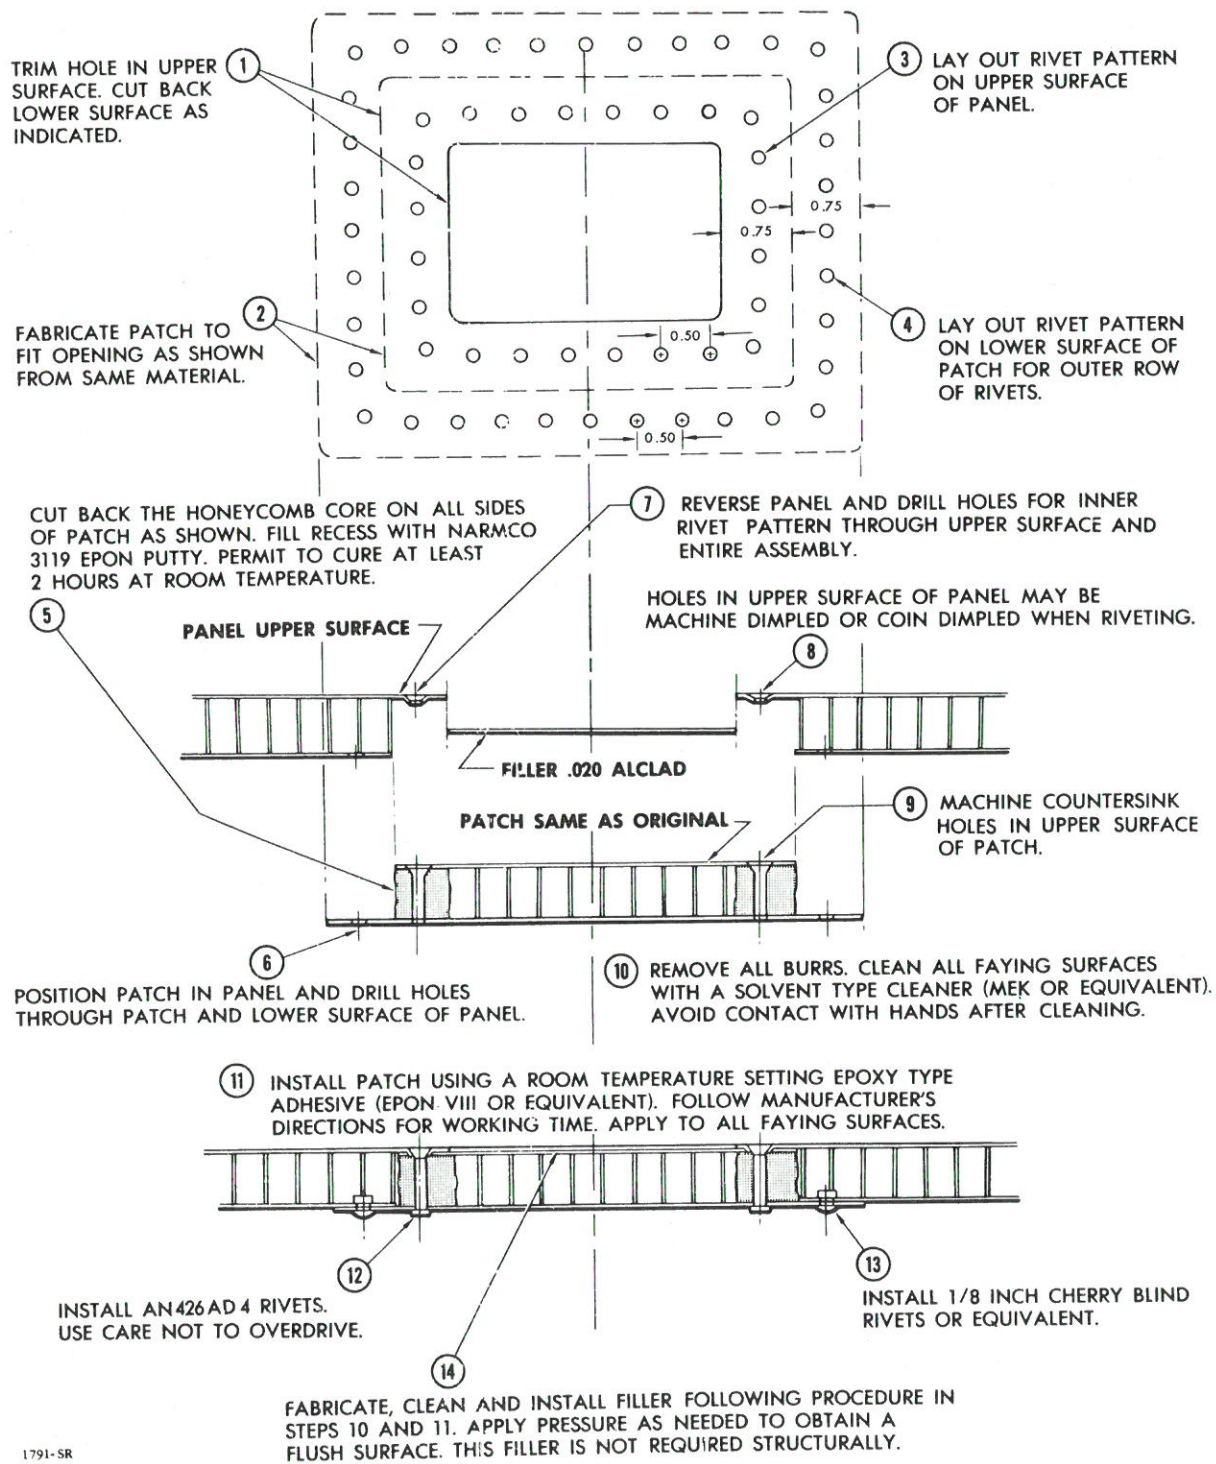 1
TRIM HOLE IN UPPER
SURFACE. CUT BACK
LOWER SURFACE AS
INDICATED.
3
LAY OUT RIVET PATTERN
ON UPPER SURFACE
OF PANEL.
0.75
0.75
2
FABRICATE PATCH TO
FIT OPENING AS SHOWN
FROM SAME MATERIAL.
0.50
4
LAY OUT RIVET PATTERN
ON LOWER SURFACE OF
PATCH FOR OUTER ROW
OF RIVETS.
0.50
CUT BACK THE HONEYCOMB CORE ON ALL SIDES
OF PATCH AS SHOWN. FILL RECESS WITH NARMCO
3119 EPON PUTTY. PERMIT TO CURE AT LEAST
2 HOURS AT ROOM TEMPERATURE.
5
7
REVERSE PANEL AND DRILL HOLES FOR INNER
RIVET PATTERN THROUGH UPPER SURFACE AND
ENTIRE ASSEMBLY.
HOLES IN UPPER SURFACE OF PANEL MAY BE
MACHINE DIMPLED OR COIN DIMPLED WHEN RIVETING.
8
PANEL UPPER SURFACE
FILLER .020 ALCLAD
PATCH SAME AS ORIGINAL
9
MACHINE COUNTERSINK
HOLES IN UPPER SURFACE
OF PATCH.
6
POSITION PATCH IN PANEL AND DRILL HOLES
THROUGH PATCH AND LOWER SURFACE OF PANEL.
10
REMOVE ALL BURRS. CLEAN ALL FAYING SURFACES
WITH A SOLVENT TYPE CLEANER (MEK OR EQUIVALENT).
AVOID CONTACT WITH HANDS AFTER CLEANING.
11
INSTALL PATCH USING A ROOM TEMPERATURE SETTING EPOXY TYPE
ADHESIVE (EPON VIII OR EQUIVALENT). FOLLOW MANUFACTURER'S
DIRECTIONS FOR WORKING TIME. APPLY TO ALL FAYING SURFACES.
12
INSTALL AN426AD4 RIVETS.
USE CARE NOT TO OVERDRIVE.
13
INSTALL 1/8 INCH CHERRY BLIND
RIVETS OR EQUIVALENT.
14
FABRICATE, CLEAN AND INSTALL FILLER FOLLOWING PROCEDURE IN
STEPS 10 AND 11. APPLY PRESSURE AS NEEDED TO OBTAIN A
FLUSH SURFACE. THIS FILLER IS NOT REQUIRED STRUCTURALLY.
1791-SR